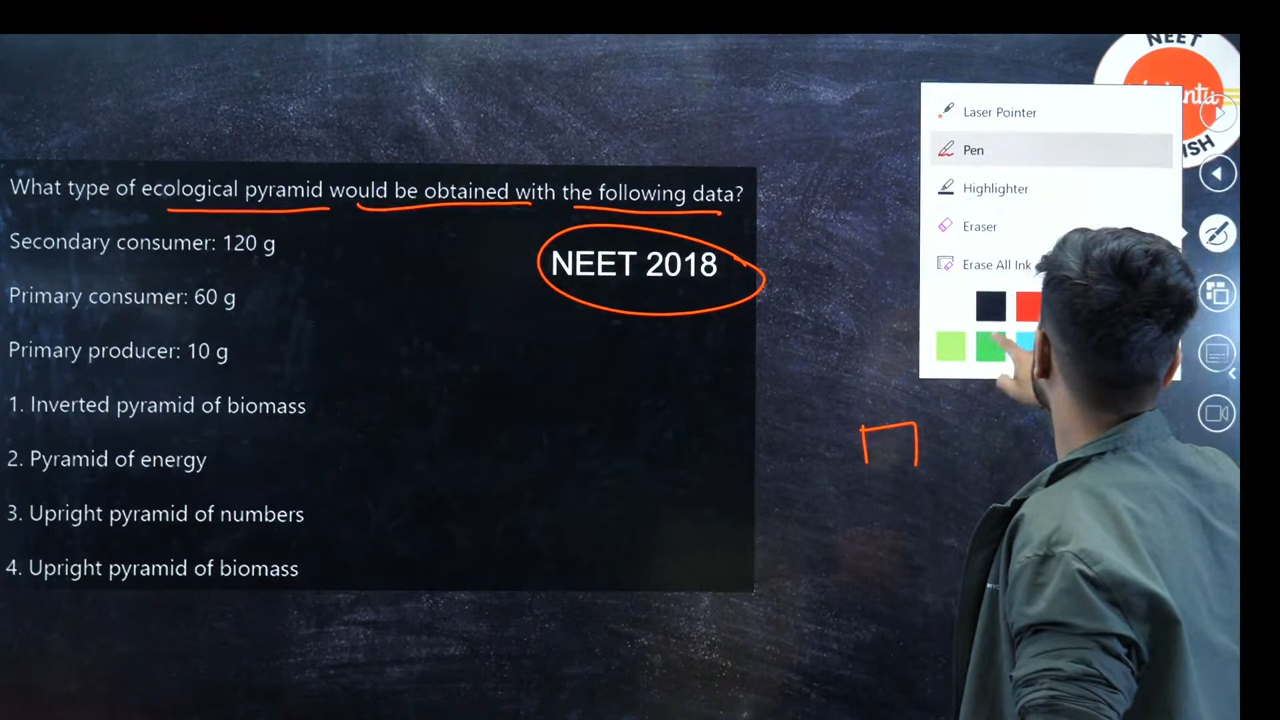 NEET
ISH
Laser Pointer
Pen
Highlighter
Eraser
Erase All Ink
What type of ecological pyramid would be obtained with the following data?
NEET 2018
Secondary consumer: 120 g
Primary consumer: 60 g
Primary producer: 10 g
1. Inverted pyramid of biomass
2. Pyramid of energy
3. Upright pyramid of numbers
4. Upright pyramid of biomass